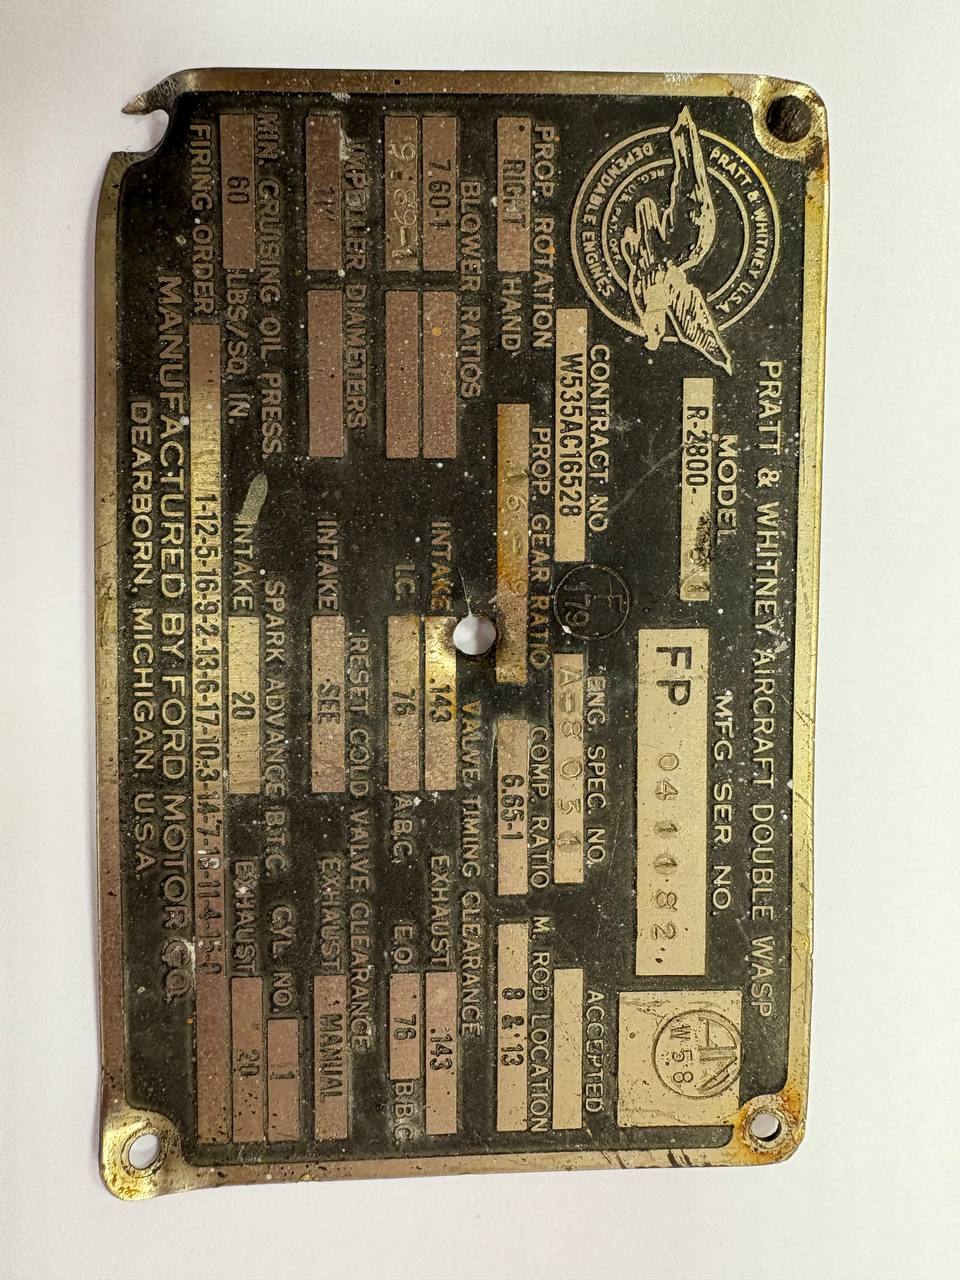 PRATT & WHITNEY AIRCRAFT DOUBLE WASP
PRATT & WHITNEY U.S.A.
REG. U.S. PAT. OFF.
DEPENDABLE ENGINES
MODEL
R-2800-
MFG. SER. NO.
FP 041182
AN
W58
CONTRACT NO.
W535AC16528
F
179
ENG. SPEC. NO.
A-8031
ACCEPTED
PROP. ROTATION
RIGHT HAND
PROP. GEAR RATIO
16-9
COMP. RATIO
6.65-1
M. ROD LOCATION
8 & 13
BLOWER RATIOS
7.60-1
9:89-1
VALVE TIMING CLEARANCE
INTAKE .143 EXHAUST .143
I.C. 76 A.B.C. E.O. 76 B.B.C.
IMPELLER DIAMETERS
11"
RESET COLD VALVE CLEARANCE
INTAKE SEE EXHAUST MANUAL
MIN. CRUISING OIL PRESS.
60 LBS/SQ. IN.
SPARK ADVANCE B.T.C. CYL. NO. 1
INTAKE 20 EXHAUST 20
FIRING ORDER 1-12-5-16-9-2-13-6-17-10-3-14-7-18-11-4-15-8
MANUFACTURED BY FORD MOTOR CO.
DEARBORN, MICHIGAN, U.S.A.